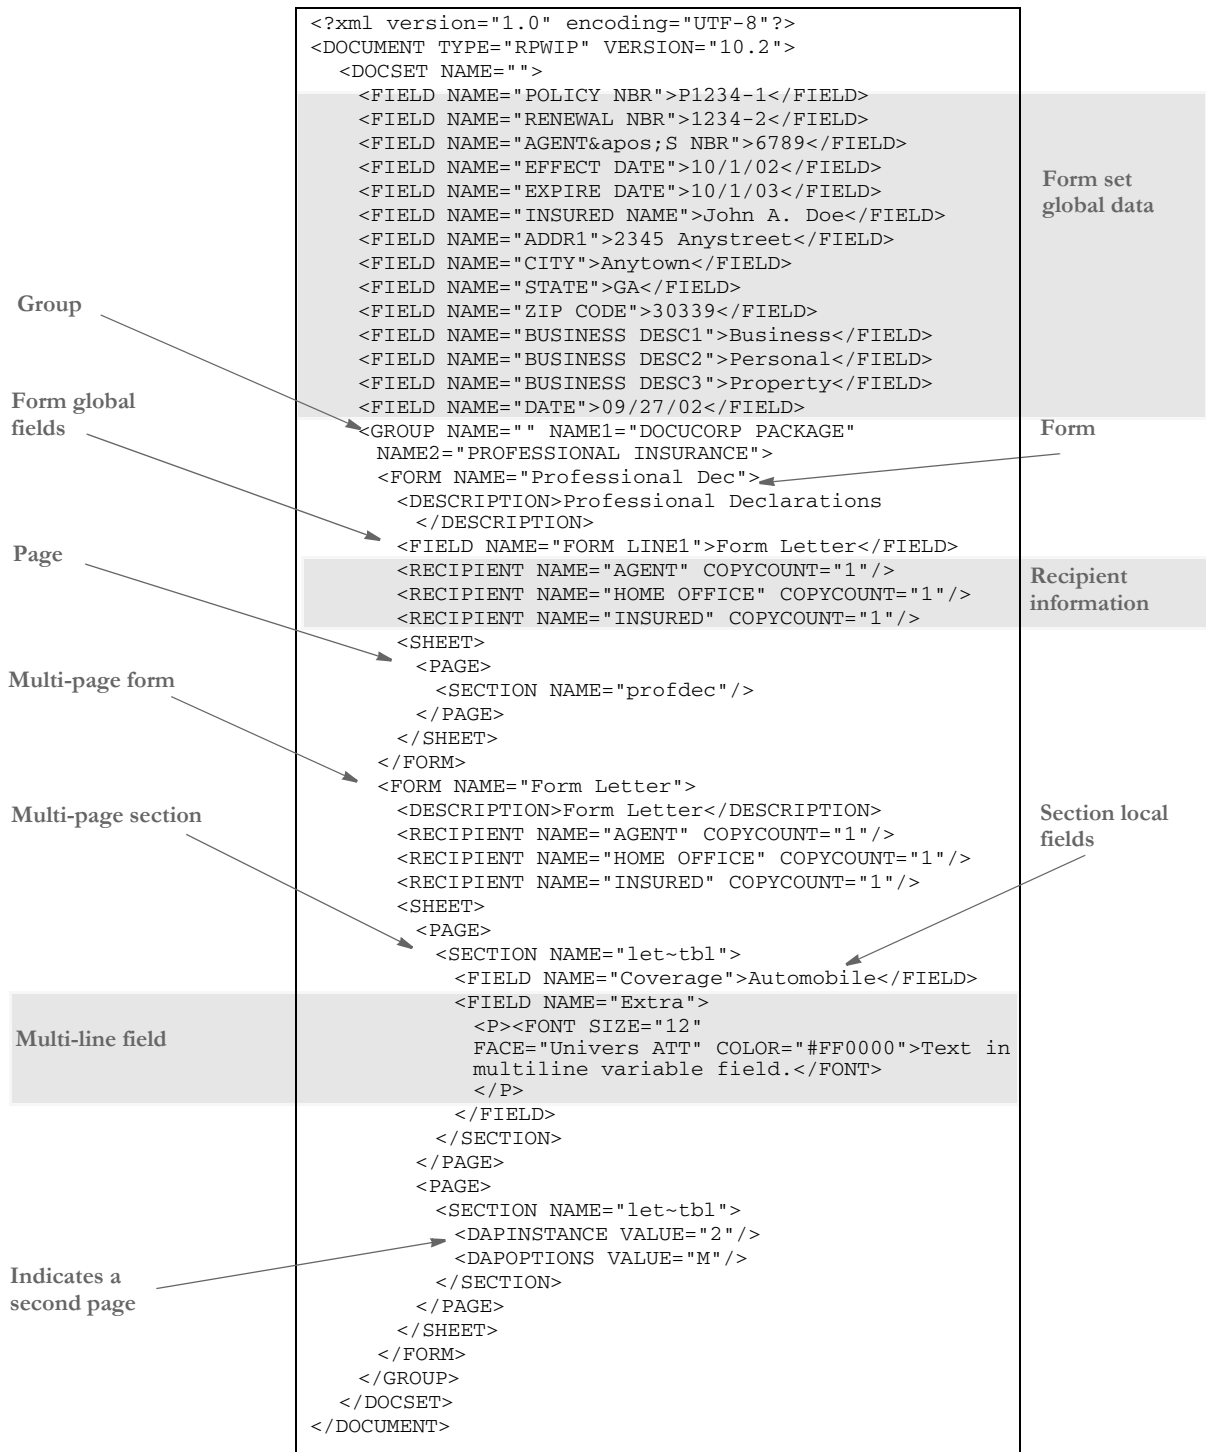 <?xml version="1.0" encoding="UTF-8"?>
<DOCUMENT TYPE="RPWIP" VERSION="10.2">
<DOCSET NAME="">
<FIELD NAME="POLICY NBR">P1234-1</FIELD>
<FIELD NAME="RENEWAL NBR">1234-2</FIELD>
<FIELD NAME="AGENT&apos;S NBR">6789</FIELD>
<FIELD NAME="EFFECT DATE">10/1/02</FIELD>
<FIELD NAME="EXPIRE DATE">10/1/03</FIELD>
<FIELD NAME="INSURED NAME">John A. Doe</FIELD>
<FIELD NAME="ADDR1">2345 Anystreet</FIELD>
<FIELD NAME="CITY">Anytown</FIELD>
<FIELD NAME="STATE">GA</FIELD>
<FIELD NAME="ZIP CODE">30339</FIELD>
<FIELD NAME="BUSINESS DESC1">Business</FIELD>
<FIELD NAME="BUSINESS DESC2">Personal</FIELD>
<FIELD NAME="BUSINESS DESC3">Property</FIELD>
<FIELD NAME="DATE">09/27/02</FIELD>
<GROUP NAME="" NAME1="DOCUCORP PACKAGE"
NAME2="PROFESSIONAL INSURANCE">
<FORM NAME="Professional Dec">
<DESCRIPTION>Professional Declarations
</DESCRIPTION>
<FIELD NAME="FORM LINE1">Form Letter</FIELD>
<RECIPIENT NAME="AGENT" COPYCOUNT="1"/>
<RECIPIENT NAME="HOME OFFICE" COPYCOUNT="1"/>
<RECIPIENT NAME="INSURED" COPYCOUNT="1"/>
<SHEET>
<PAGE>
<SECTION NAME="profdec"/>
</PAGE>
</SHEET>
</FORM>
<FORM NAME="Form Letter">
<DESCRIPTION>Form Letter</DESCRIPTION>
<RECIPIENT NAME="AGENT" COPYCOUNT="1"/>
<RECIPIENT NAME="HOME OFFICE" COPYCOUNT="1"/>
<RECIPIENT NAME="INSURED" COPYCOUNT="1"/>
<SHEET>
<PAGE>
<SECTION NAME="let~tbl">
<FIELD NAME="Coverage">Automobile</FIELD>
<FIELD NAME="Extra">
<P><FONT SIZE="12"
FACE="Univers ATT" COLOR="#FF0000">Text in
multiline variable field.</FONT>
</P>
</FIELD>
</SECTION>
</PAGE>
<PAGE>
<SECTION NAME="let~tbl">
<DAPINSTANCE VALUE="2"/>
<DAPOPTIONS VALUE="M"/>
</SECTION>
</PAGE>
</SHEET>
</FORM>
</GROUP>
</DOCSET>
</DOCUMENT>
Group
Form global
fields
Page
Multi-page form
Multi-page section
Multi-line field
Indicates a
second page
Form set
global data
Form
Recipient
information
Section local
fields